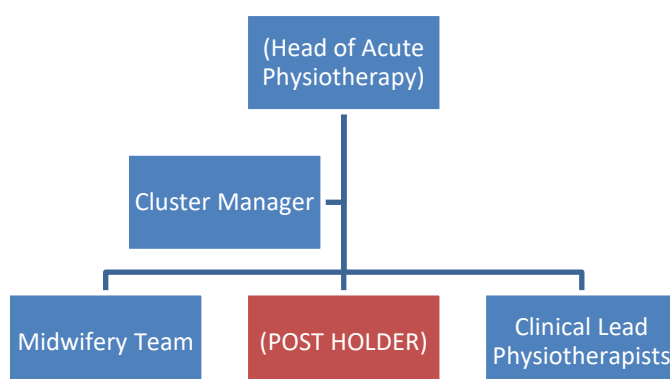 (Head of Acute
Physiotherapy)
Cluster Manager
Midwifery Team
(POST HOLDER)
Clinical Lead
Physiotherapists